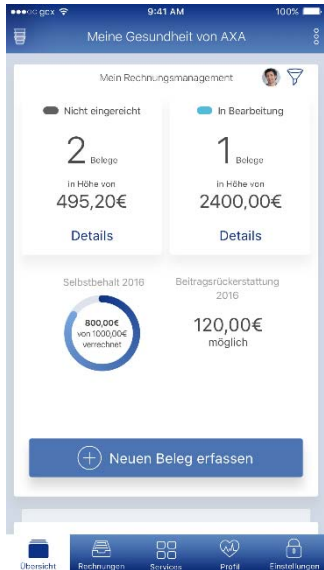 ●●●○○ gcx 9:41 AM 100%
Meine Gesundheit von AXA
Mein Rechnungsmanagement
Nicht eingereicht
2 Belege
in Höhe von
495,20€
Details
In Bearbeitung
1 Belege
in Höhe von
2400,00€
Details
Selbstbehalt 2016
800,00€
von 1000,00€
verrechnet
Beitragsrückerstattung
2016
120,00€
möglich
Neuen Beleg erfassen
Übersicht Rechnungen Services Profil Einstellungen